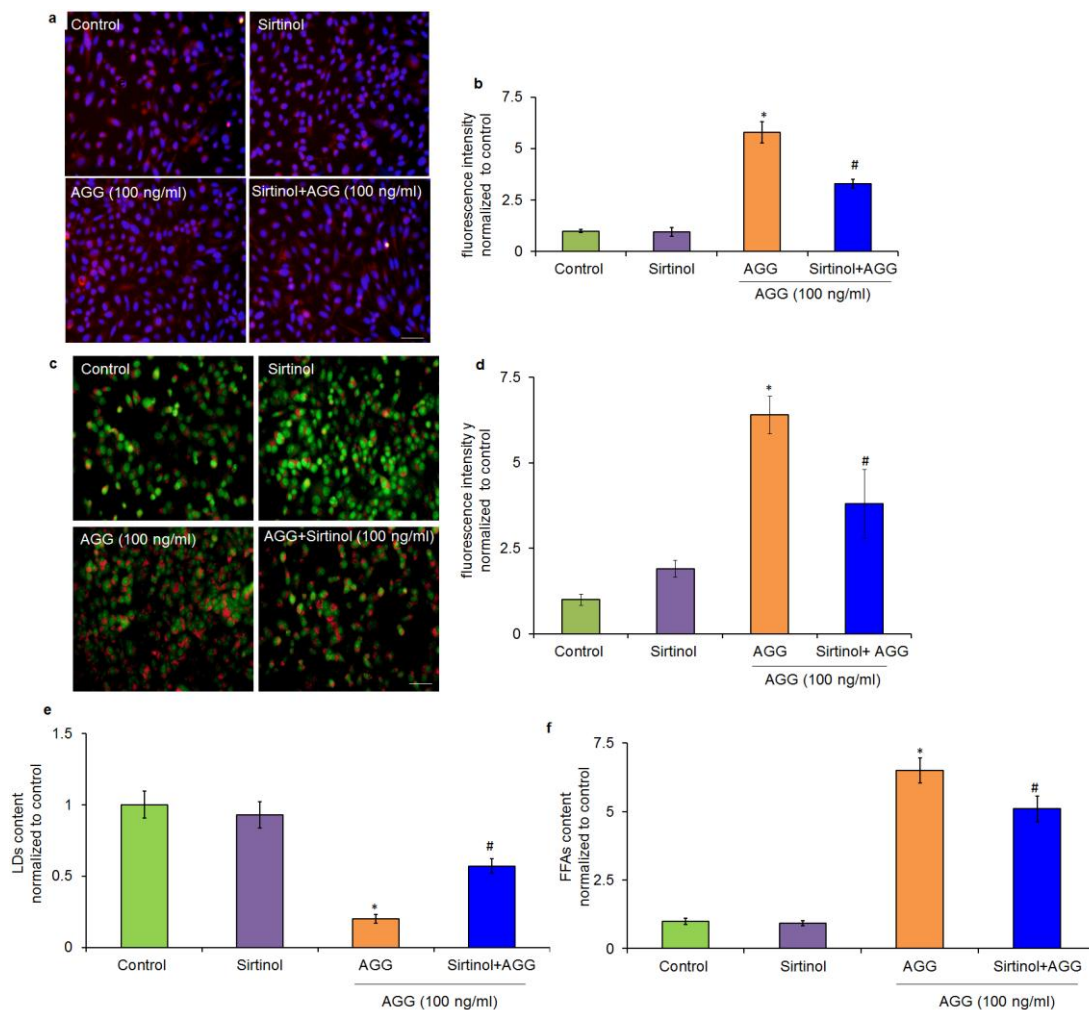 a
Control
Sirtinol
AGG (100 ng/ml)
Sirtinol+AGG (100 ng/ml)
b
fluorescence intensity
normalized to control
7.5
5
2.5
0
*
#
Control
Sirtinol
AGG
Sirtinol+AGG
AGG (100 ng/ml)
c
Control
Sirtinol
AGG (100 ng/ml)
AGG+Sirtinol (100 ng/ml)
d
fluorescence intensity y
normalized to control
7.5
5
2.5
0
*
#
Control
Sirtinol
AGG
Sirtinol+ AGG
AGG (100 ng/ml)
e
LDs content
normalized to control
1.5
1
0.5
0
*
#
Control
Sirtinol
AGG
Sirtinol+AGG
AGG (100 ng/ml)
f
FFAs content
normalized to control
7.5
5
2.5
0
*
#
Control
Sirtinol
AGG
Sirtinol+AGG
AGG (100 ng/ml)